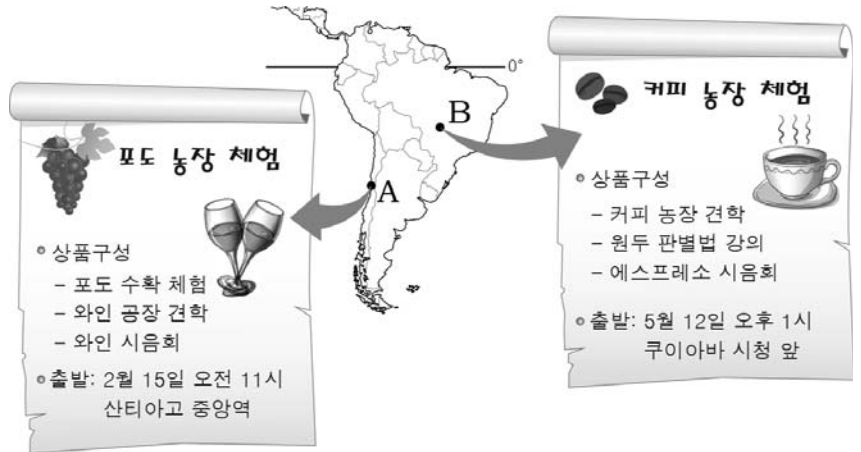 포도 농장 체험
◦ 상품구성
– 포도 수확 체험
– 와인 공장 견학
– 와인 시음회
◦ 출발: 2월 15일 오전 11시
산티아고 중앙역
0°
B
A
커피 농장 체험
◦ 상품구성
– 커피 농장 견학
– 원두 판별법 강의
– 에스프레소 시음회
◦ 출발: 5월 12일 오후 1시
쿠이아바 시청 앞